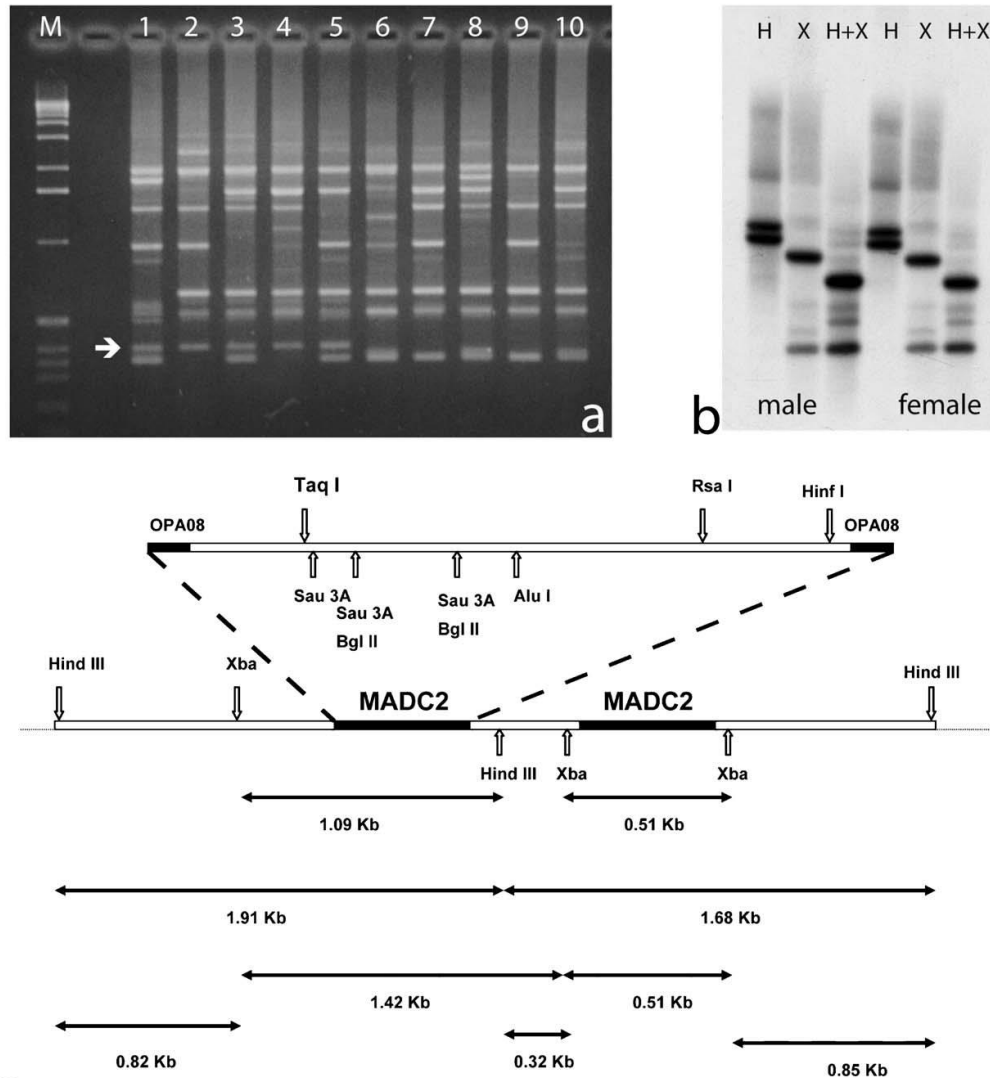 M 1 2 3 4 5 6 7 8 9 10
a
H X H+X H X H+X
b male female
Taq I Rsa I Hinf I
OPA08 OPA08
Sau 3A Sau 3A Sau 3A Alu I
Bgl II Bgl II
Hind III Xba Hind III
MADC2 MADC2
Hind III Xba Xba
1.09 Kb 0.51 Kb
1.91 Kb 1.68 Kb
1.42 Kb 0.51 Kb
0.82 Kb 0.32 Kb 0.85 Kb